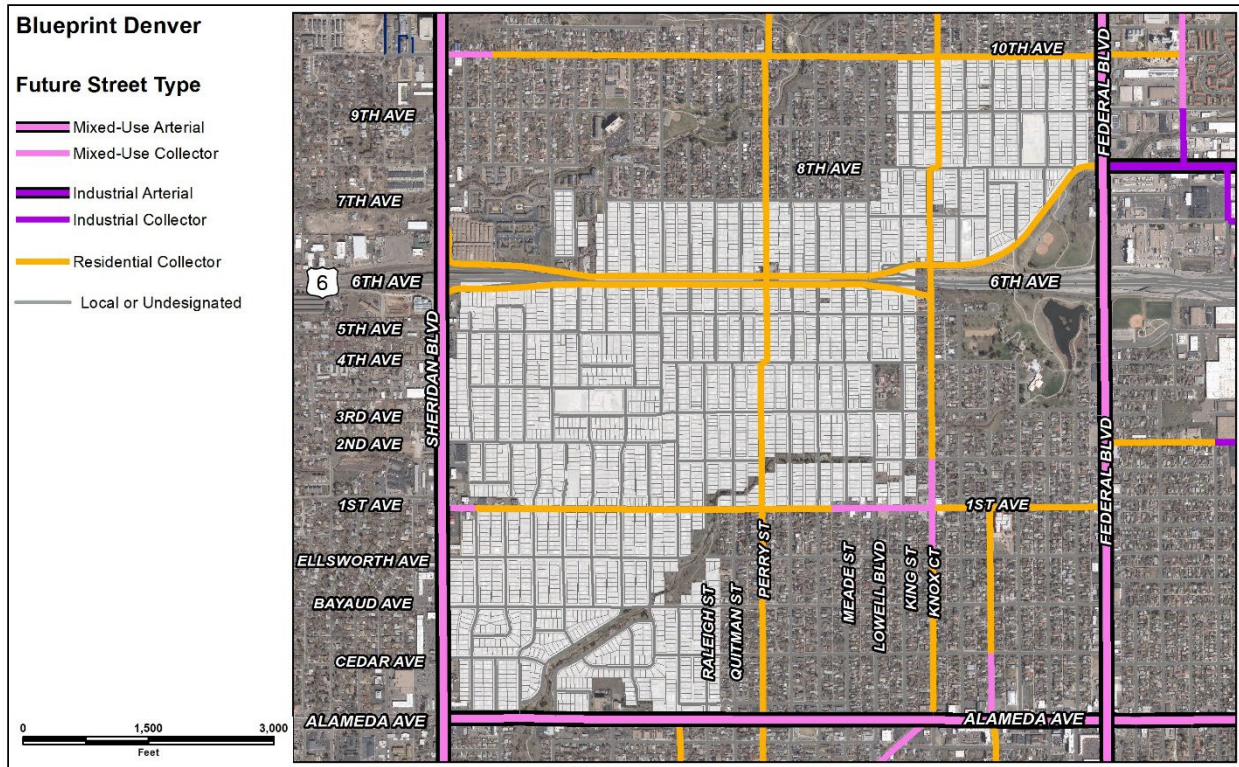 Blueprint Denver
Future Street Type
Mixed-Use Arterial
Mixed-Use Collector
Industrial Arterial
Industrial Collector
Residential Collector
Local or Undesignated
0 1,500 3,000
Feet
10TH AVE
FEDERAL BLVD
9TH AVE
8TH AVE
7TH AVE
6
6TH AVE
6TH AVE
5TH AVE
4TH AVE
SHERIDAN BLVD
3RD AVE
2ND AVE
FEDERAL BLVD
1ST AVE
1ST AVE
ELLSWORTH AVE
BAYAUD AVE
RALEIGH ST
QUITMAN ST
PERRY ST
MEADE ST
LOWELL BLVD
KING ST
KNOX CT
CEDAR AVE
ALAMEDA AVE
ALAMEDA AVE